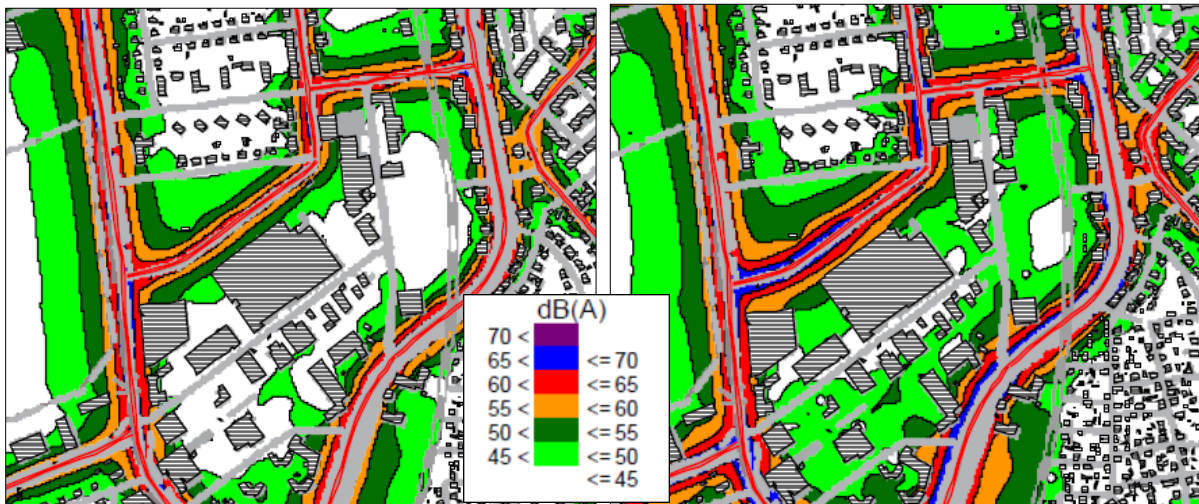 dB(A)
70 <
65 < <= 70
60 < <= 65
55 < <= 60
50 < <= 55
45 < <= 50
<= 45